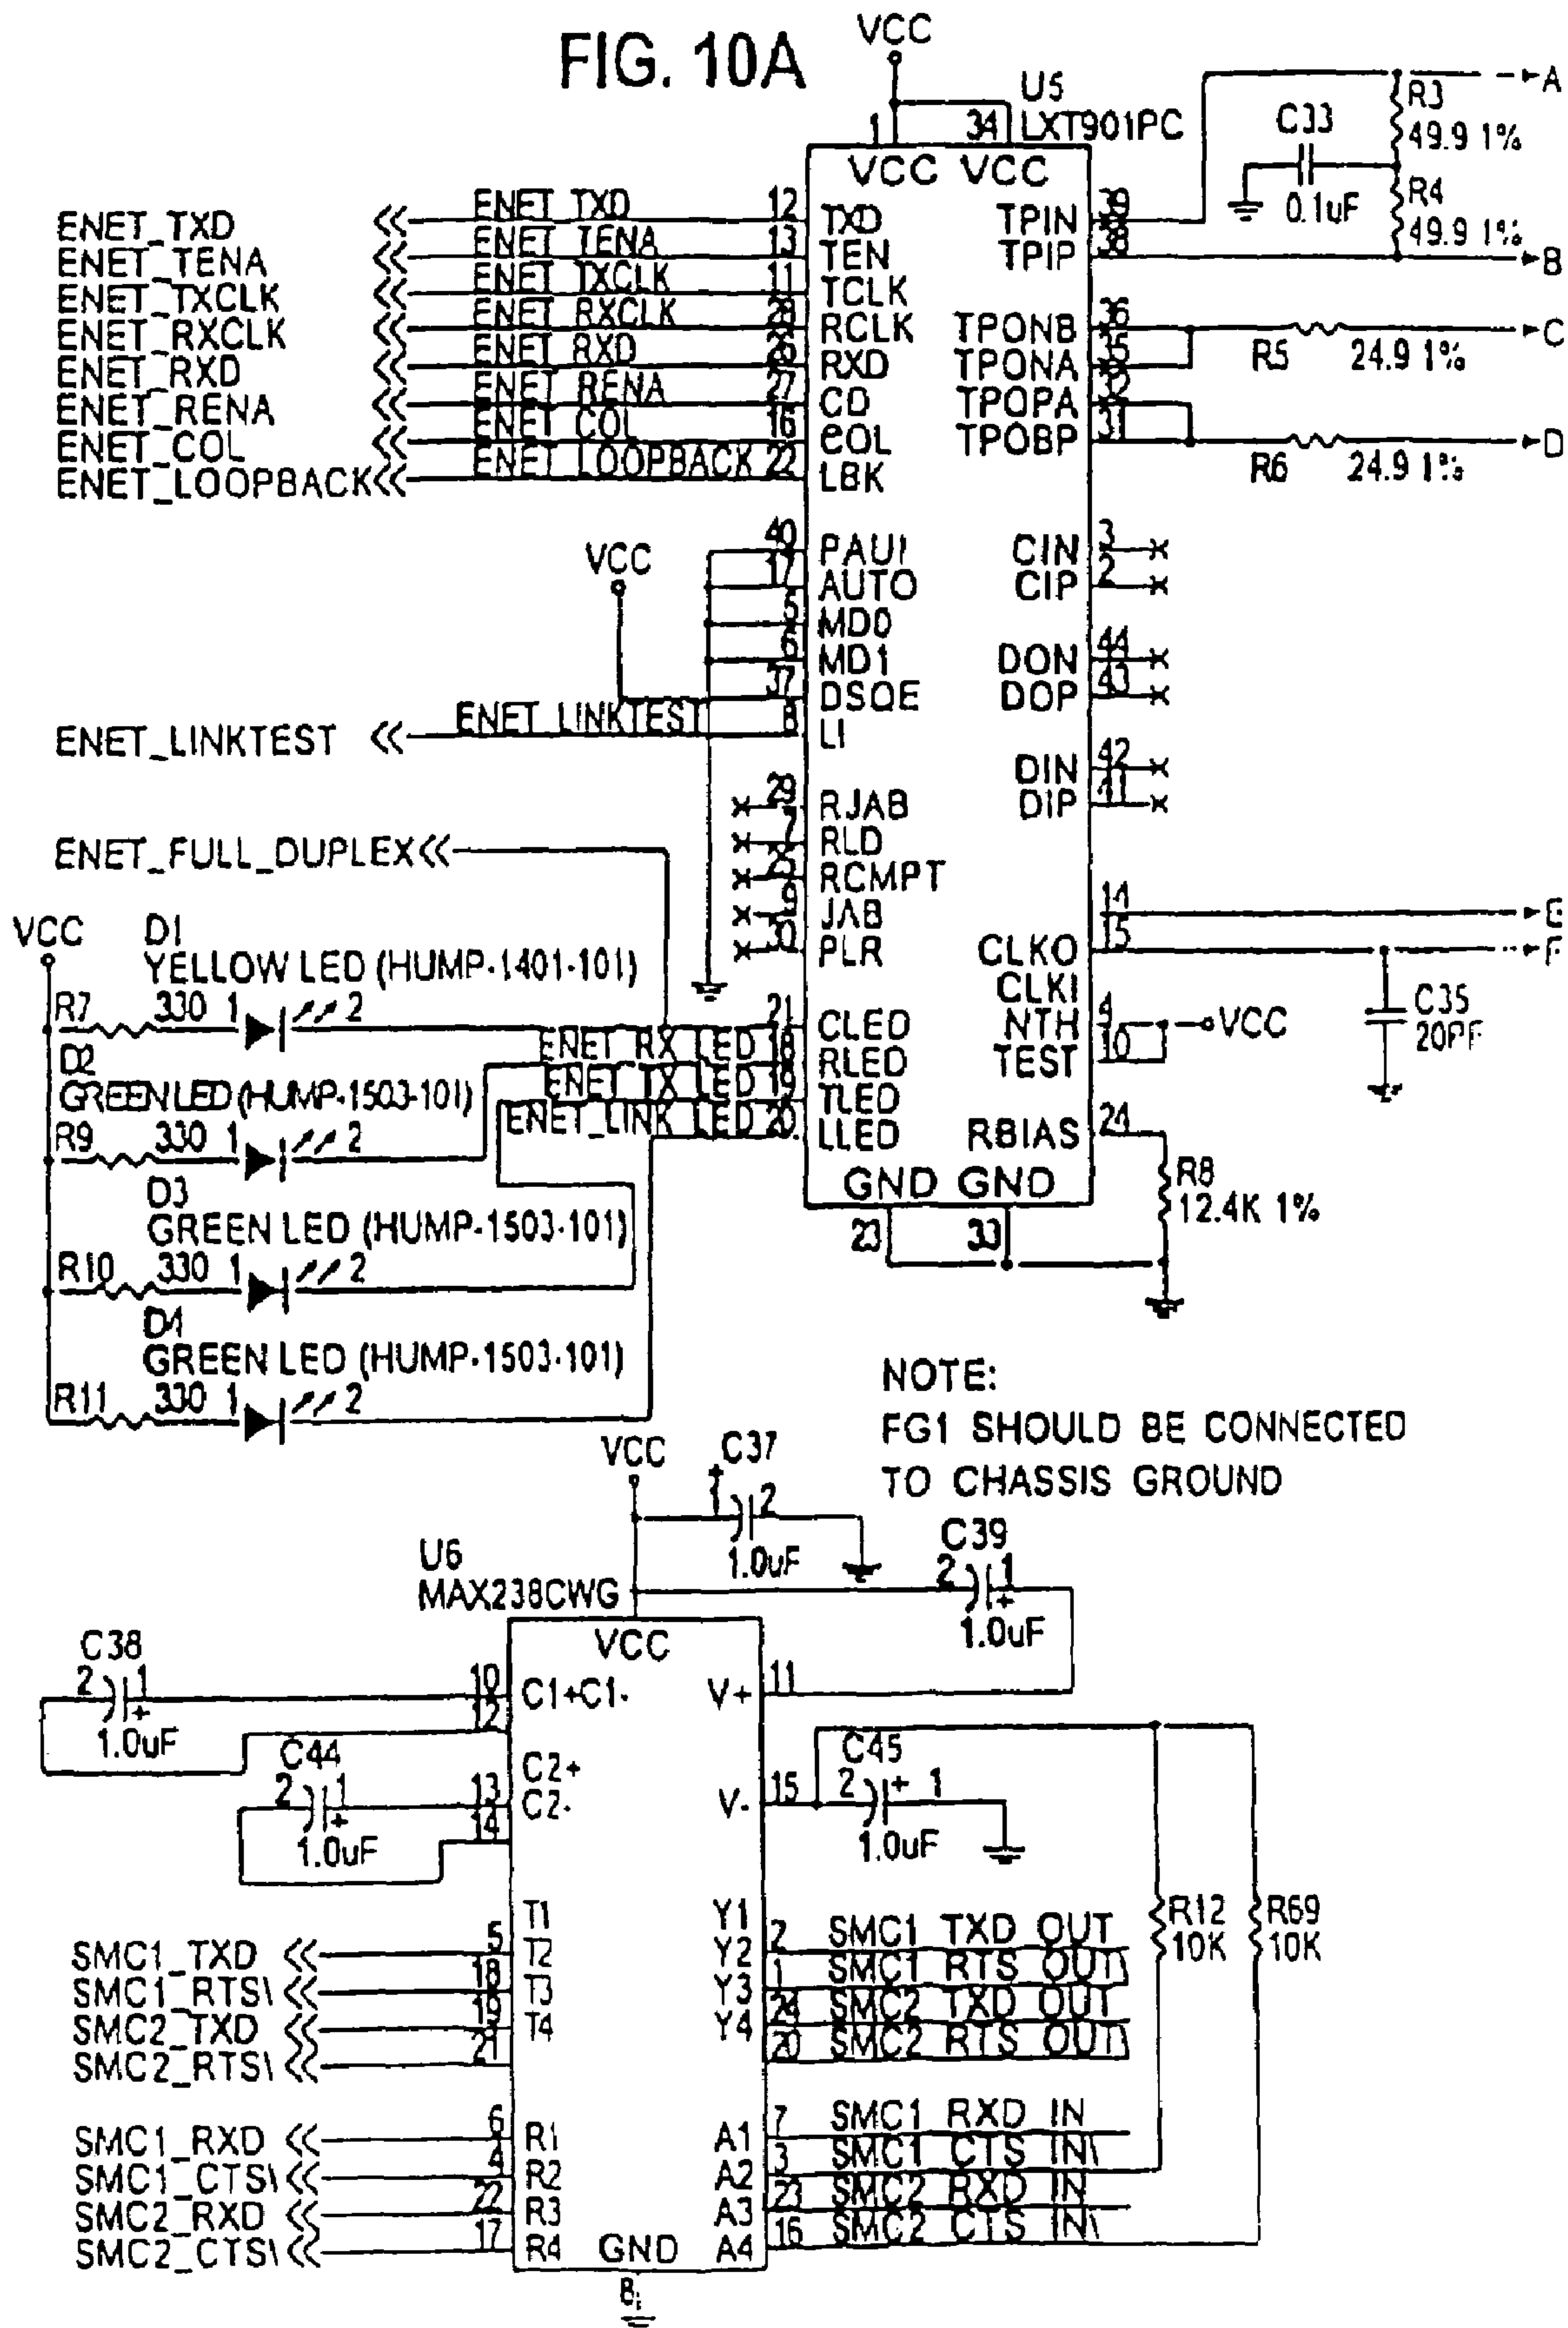 FIG. 10A
VCC
U5
LXT901PC
1 34
VCC VCC
A
R3
49.9 1%
C33
0.1uF
R4
49.9 1%
B
ENET_TXD ENET TXD 12 TXD TPIN 39
ENET_TENA ENET TENA 13 TEN TPIP 38
ENET_TXCLK ENET TXCLK 11 TCLK
ENET_RXCLK ENET RXCLK RCLK TPONB 36 C
ENET_RXD ENET RXD RXD TPONA 35 R5 24.9 1%
ENET_RENA ENET RENA 27 CD TPOPA 32
ENET_COL ENET COL 16 COL TPOBP 31 D
ENET_LOOPBACK ENET LOOPBACK 22 LBK R6 24.9 1%
VCC
40 PAUI CIN 3
17 AUTO CIP 2
5 MD0
6 MD1 DON 44
37 DSQE DOP 43
ENET_LINKTEST ENET LINKTEST 8 LI
DIN 42
DIP 41
29 RJAB
7 RLD
25 RCMPT
9 JAB
30 PLR
ENET_FULL_DUPLEX
14 E
CLKO 15 F
CLKI
C35
20PF
NTH 4 VCC
TEST 10
RBIAS 24
R8
12.4K 1%
VCC
D1
YELLOW LED (HUMP-1401-101)
R7 330 1 2
21 CLED
ENET RX LED 18 RLED
ENET TX LED 19 TLED
ENET_LINK LED 20 LLED
D2
GREEN LED (HUMP-1503-101)
R9 330 1 2
GND GND
23 33
D3
GREEN LED (HUMP-1503-101)
R10 330 1 2
D4
GREEN LED (HUMP-1503-101)
R11 330 1 2
NOTE:
FG1 SHOULD BE CONNECTED
TO CHASSIS GROUND
VCC
C37
1 2
1.0uF
C39
2 1
+
1.0uF
U6
MAX238CWG
VCC
C38
2 1
+
1.0uF
10 C1+C1- V+ 11
12
C44
2 1
+
1.0uF
C2+
13 C2- V- 15
14
C45
2 + 1
1.0uF
R12
10K
R69
10K
T1 Y1
SMC1_TXD 5 T2 Y2 2 SMC1 TXD OUT
SMC1_RTS\ 18 T3 Y3 1 SMC1 RTS OUT\
SMC2_TXD 19 T4 Y4 24 SMC2 TXD OUT
SMC2_RTS\ 21 20 SMC2 RTS OUT\
SMC1_RXD 6 R1 A1 7 SMC1 RXD IN
SMC1_CTS\ 4 R2 A2 3 SMC1 CTS IN\
SMC2_RXD 22 R3 A3 23 SMC2 RXD IN
SMC2_CTS\ 17 R4 GND A4 16 SMC2 CTS IN\
8